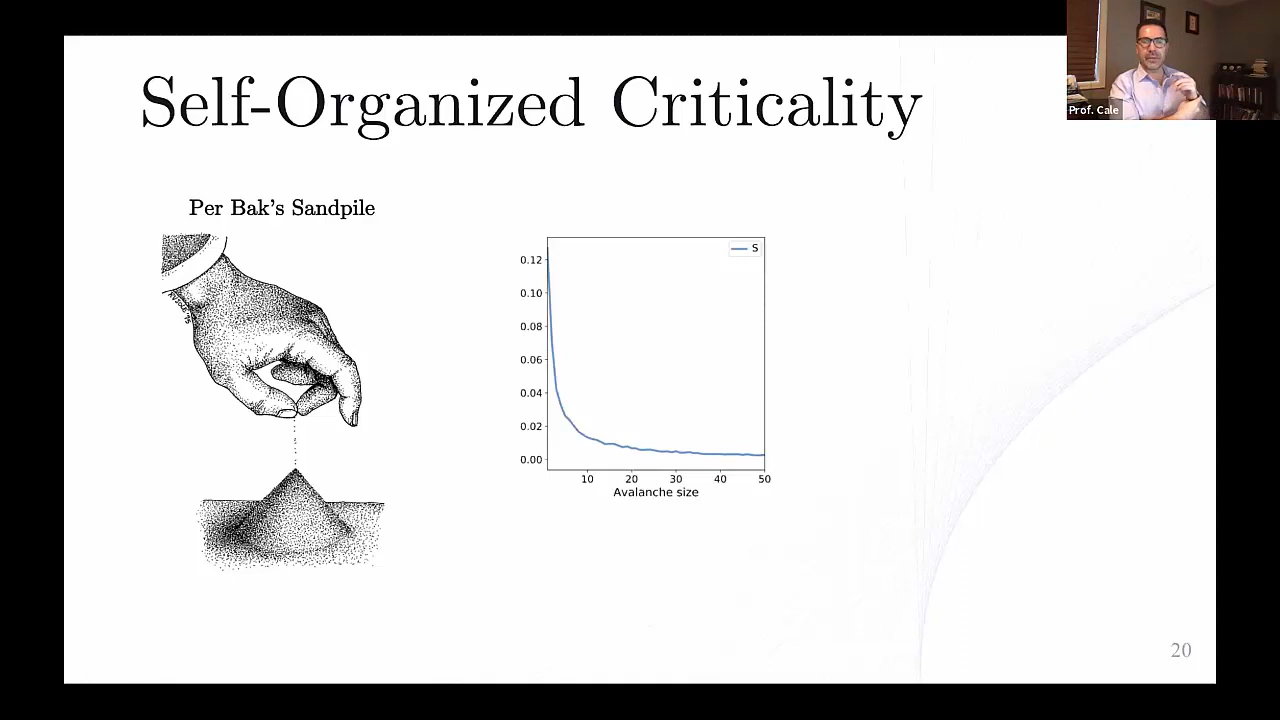 Self-Organized Criticality
Prof. Cale
Per Bak's Sandpile
S
0.12
0.10
0.08
0.06
0.04
0.02
0.00
10 20 30 40 50
Avalanche size
20